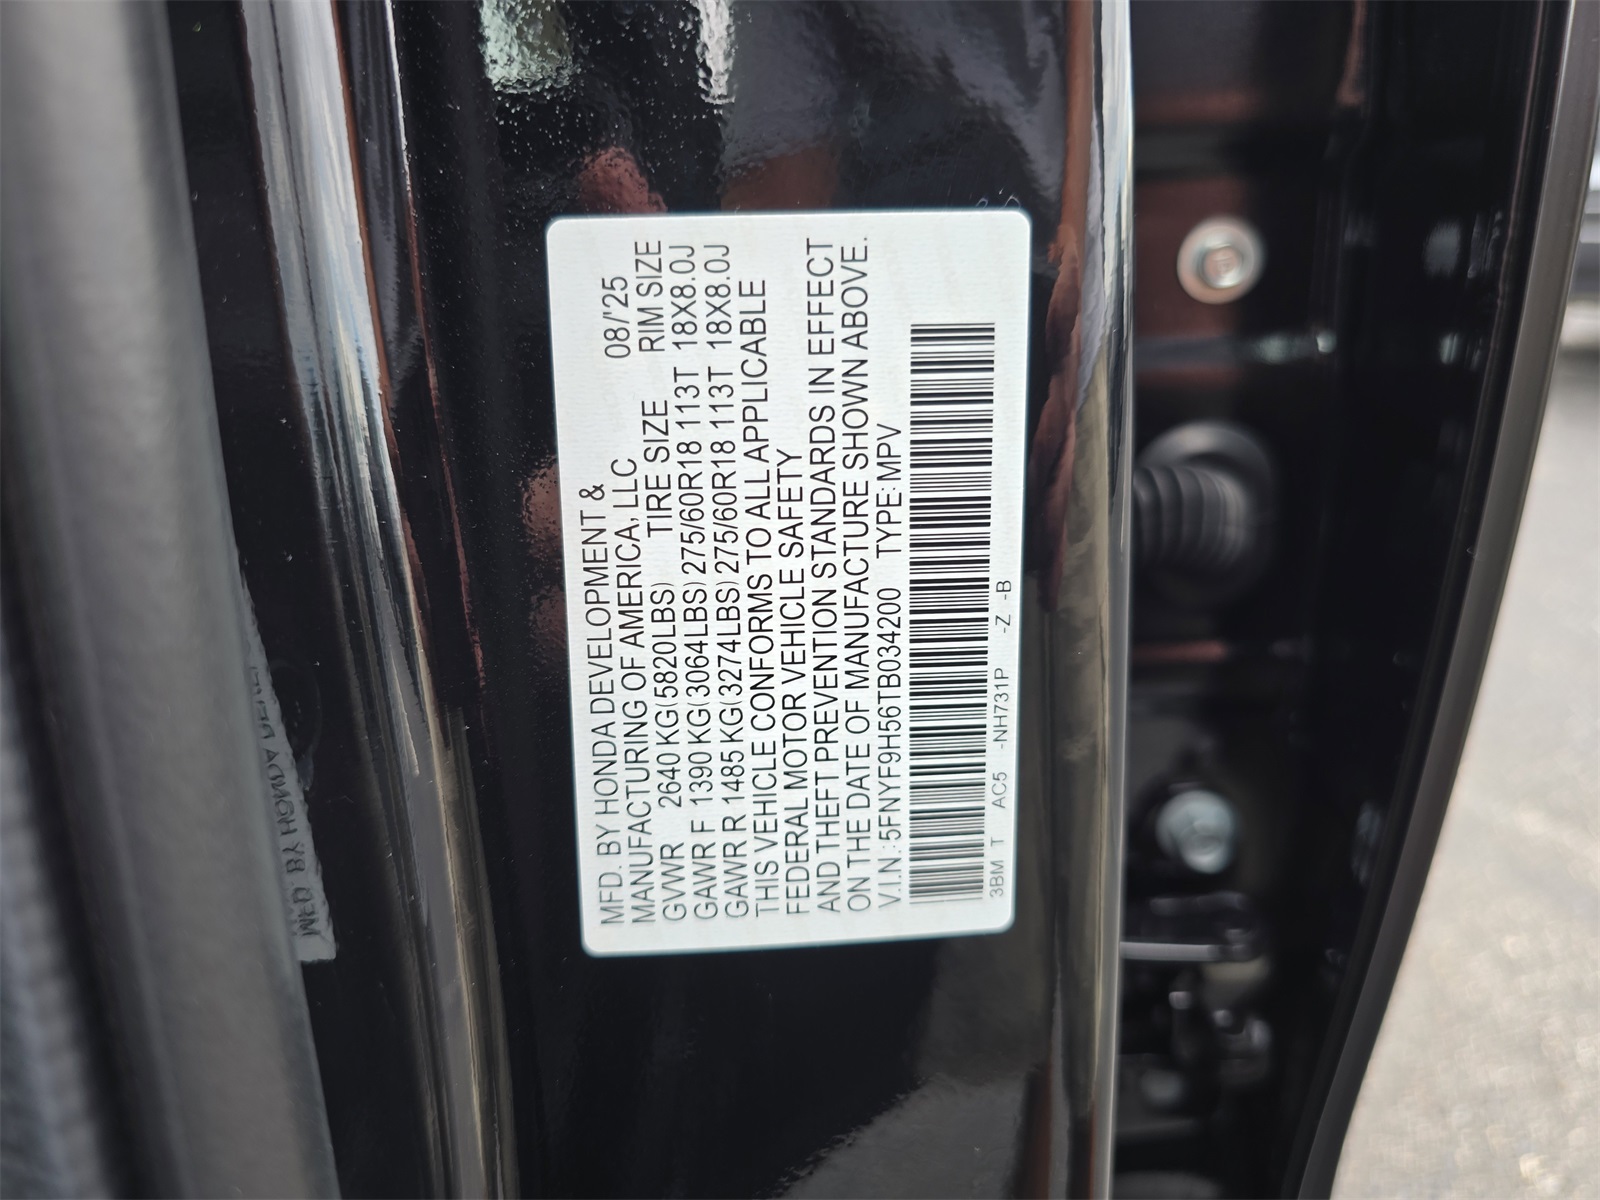 MFD. BY HONDA DEVELOPMENT &
MANUFACTURING OF AMERICA, LLC 08/'25
GVWR 2640 KG(5820LBS) TIRE SIZE RIM SIZE
GAWR F 1390 KG(3064LBS) 275/60R18 113T 18X8.0J
GAWR R 1485 KG(3274LBS) 275/60R18 113T 18X8.0J
THIS VEHICLE CONFORMS TO ALL APPLICABLE
FEDERAL MOTOR VEHICLE SAFETY
AND THEFT PREVENTION STANDARDS IN EFFECT
ON THE DATE OF MANUFACTURE SHOWN ABOVE.
V.I.N.: 5FNYF9H56TB034200 TYPE: MPV
3BM T AC5 -NH731P -Z -B
MFD BY HONDA